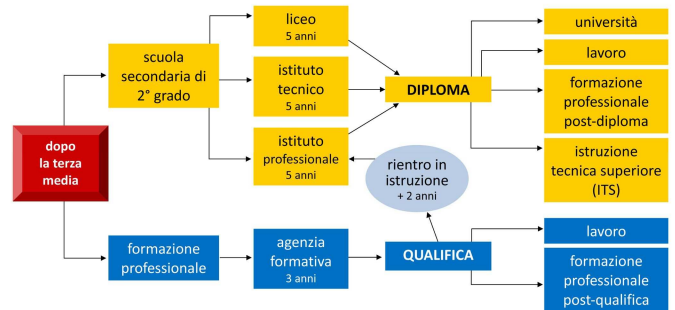 dopo
la terza
media
scuola
secondaria di
2° grado
liceo
5 anni
istituto
tecnico
5 anni
istituto
professionale
5 anni
DIPLOMA
università
lavoro
formazione
professionale
post-diploma
istruzione
tecnica superiore
(ITS)
rientro in
istruzione
+ 2 anni
formazione
professionale
agenzia
formativa
3 anni
QUALIFICA
lavoro
formazione
professionale
post-qualifica